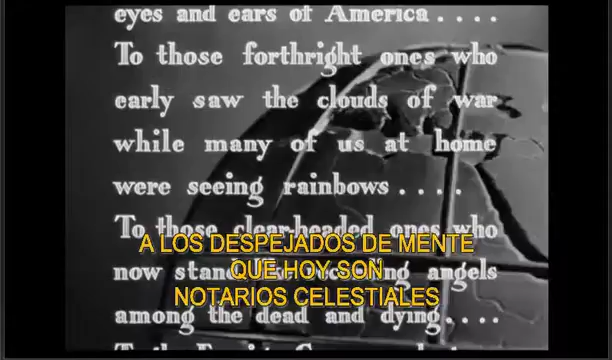 eyes and ears of America....
To those forthright ones who
early saw the clouds of war
while many of us at home
were seeing rainbows....
To those clear-headed ones who
now stand ing angels
among the dead and dying....
A LOS DESPEJADOS DE MENTE
QUE HOY SON
NOTARIOS CELESTIALES